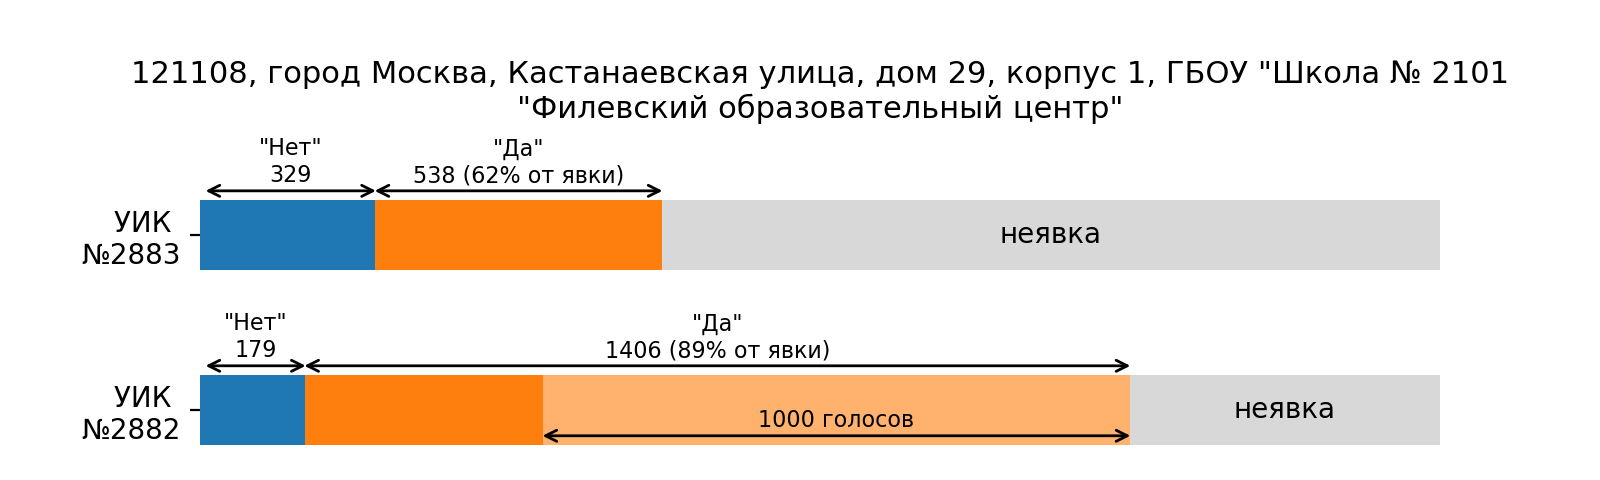 121108, город Москва, Кастанаевская улица, дом 29, корпус 1, ГБОУ "Школа № 2101
"Филевский образовательный центр"
"Нет"
329
"Да"
538 (62% от явки)
УИК
№2883
неявка
"Нет"
179
"Да"
1406 (89% от явки)
УИК
№2882
1000 голосов
неявка